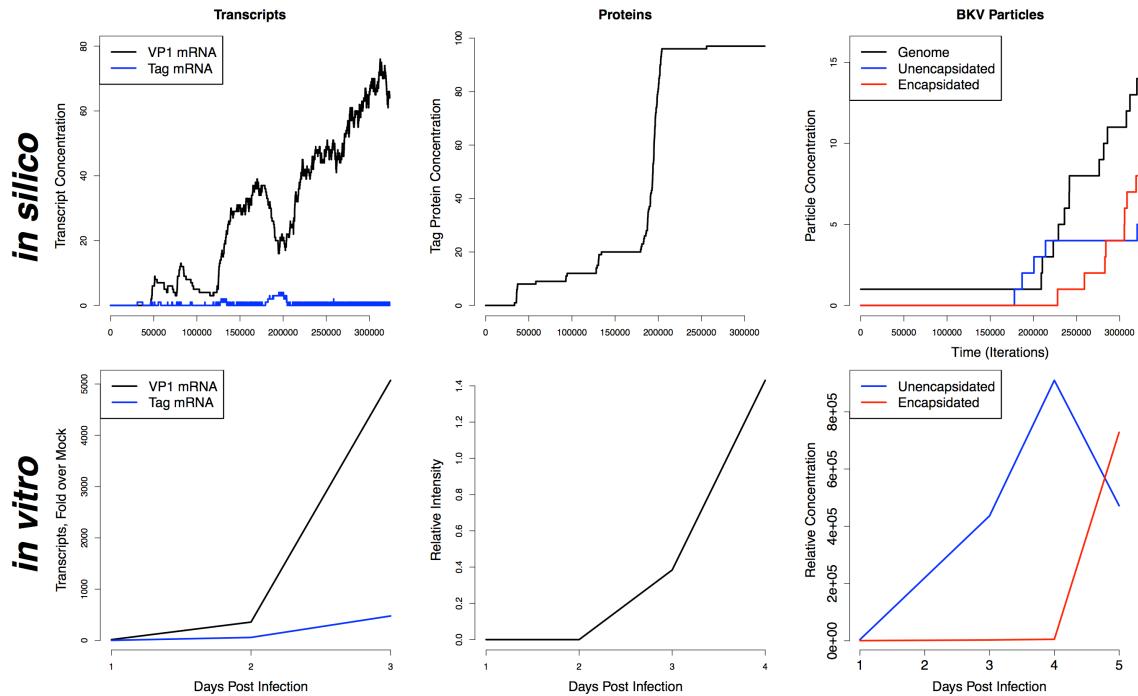 Transcripts
Proteins
BKV Particles
in silico
Transcript Concentration
80
60
40
20
0
VP1 mRNA
Tag mRNA
0 50000 100000 150000 200000 250000 300000
Tag Protein Concentration
100
80
60
40
20
0
0 50000 100000 150000 200000 250000 300000
Particle Concentration
15
10
5
0
Genome
Unencapsidated
Encapsidated
0 50000 100000 150000 200000 250000 300000
Time (Iterations)
in vitro
Transcripts, Fold over Mock
5000
4000
3000
2000
1000
0
VP1 mRNA
Tag mRNA
1 2 3
Days Post Infection
Relative Intensity
1.4
1.2
1.0
0.8
0.6
0.4
0.2
0.0
1 2 3 4
Days Post Infection
Relative Concentration
8e+05
6e+05
4e+05
2e+05
0e+00
Unencapsidated
Encapsidated
1 2 3 4 5
Days Post Infection